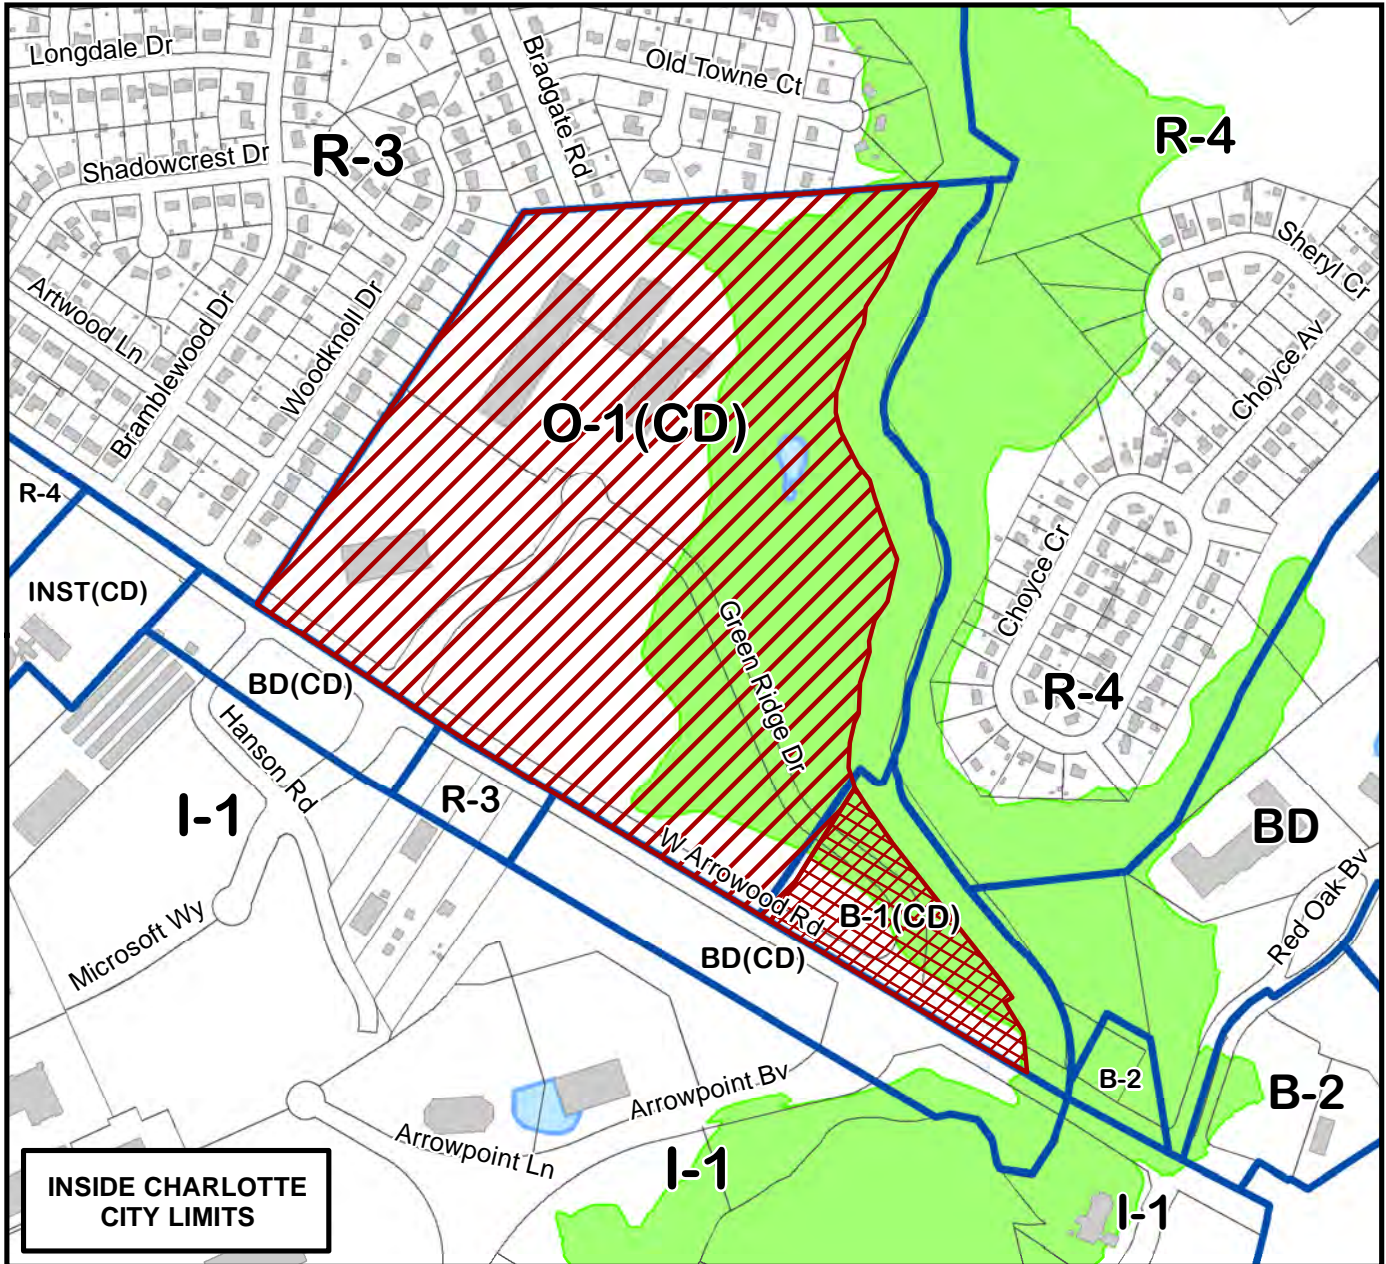 Longdale Dr
Bradgate Rd
Old Towne Ct
R-4
R-3
Shadowcrest Dr
Sheryl Cr
Artwood Ln
Bramblewood Dr
Woodknoll Dr
Choyce Av
O-1(CD)
R-4
INST(CD)
Choyce Cr
Green Ridge Dr
BD(CD)
R-4
Hanson Rd
I-1
R-3
BD
W Arrowood Rd
B-1(CD)
Red Oak Bv
Microsoft Wy
BD(CD)
B-2
B-2
Arrowpoint Bv
Arrowpoint Ln
I-1
I-1
INSIDE CHARLOTTE
CITY LIMITS